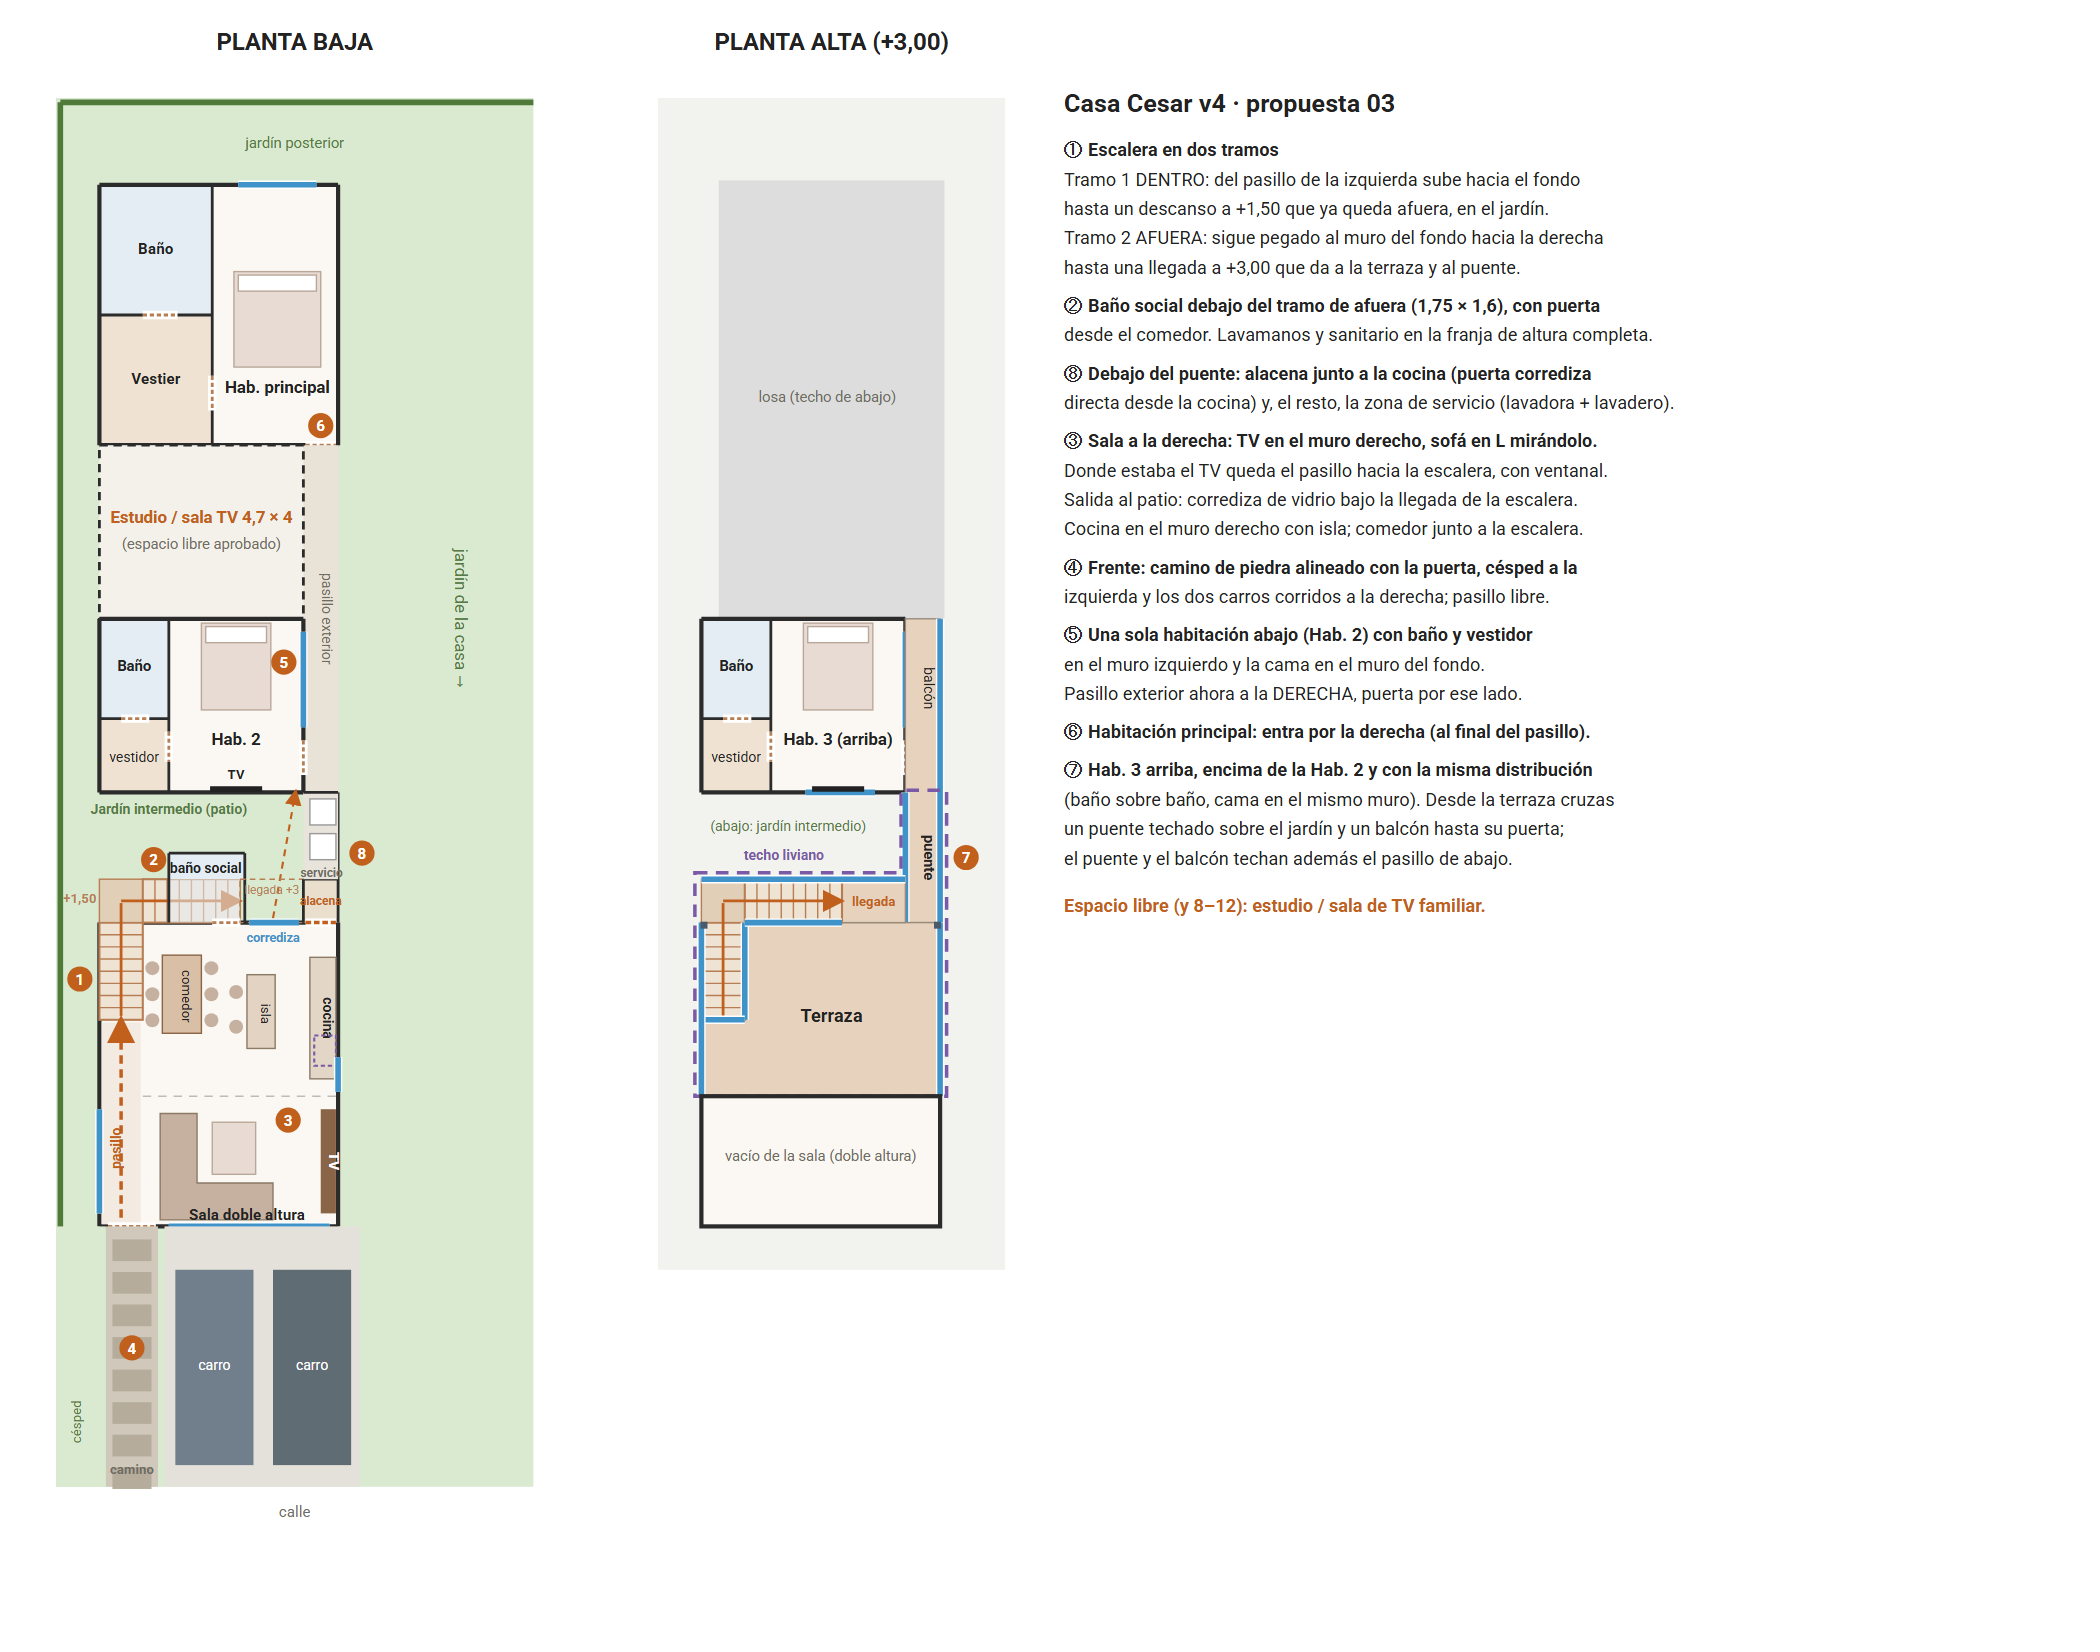 PLANTA BAJA
jardín posterior
Baño
Vestier
Hab. principal
6
Estudio / sala TV 4,7 × 4
(espacio libre aprobado)
pasillo exterior
jardín de la casa →
Baño
5
Hab. 2
vestidor
TV
Jardín intermedio (patio)
2
baño social
8
servicio
+1,50
llegada +3
alacena
corrediza
1
comedor
isla
cocina
3
pasillo
TV
Sala doble altura
4
carro
carro
césped
camino
calle
PLANTA ALTA (+3,00)
losa (techo de abajo)
Baño
balcón
Hab. 3 (arriba)
vestidor
(abajo: jardín intermedio)
techo liviano
puente
7
llegada
Terraza
vacío de la sala (doble altura)
Casa Cesar v4 · propuesta 03
① Escalera en dos tramos
Tramo 1 DENTRO: del pasillo de la izquierda sube hacia el fondo
hasta un descanso a +1,50 que ya queda afuera, en el jardín.
Tramo 2 AFUERA: sigue pegado al muro del fondo hacia la derecha
hasta una llegada a +3,00 que da a la terraza y al puente.
② Baño social debajo del tramo de afuera (1,75 × 1,6), con puerta
desde el comedor. Lavamanos y sanitario en la franja de altura completa.
⑧ Debajo del puente: alacena junto a la cocina (puerta corrediza
directa desde la cocina) y, el resto, la zona de servicio (lavadora + lavadero).
③ Sala a la derecha: TV en el muro derecho, sofá en L mirándolo.
Donde estaba el TV queda el pasillo hacia la escalera, con ventanal.
Salida al patio: corrediza de vidrio bajo la llegada de la escalera.
Cocina en el muro derecho con isla; comedor junto a la escalera.
④ Frente: camino de piedra alineado con la puerta, césped a la
izquierda y los dos carros corridos a la derecha; pasillo libre.
⑤ Una sola habitación abajo (Hab. 2) con baño y vestidor
en el muro izquierdo y la cama en el muro del fondo.
Pasillo exterior ahora a la DERECHA, puerta por ese lado.
⑥ Habitación principal: entra por la derecha (al final del pasillo).
⑦ Hab. 3 arriba, encima de la Hab. 2 y con la misma distribución
(baño sobre baño, cama en el mismo muro). Desde la terraza cruzas
un puente techado sobre el jardín y un balcón hasta su puerta;
el puente y el balcón techan además el pasillo de abajo.
Espacio libre (y 8–12): estudio / sala de TV familiar.